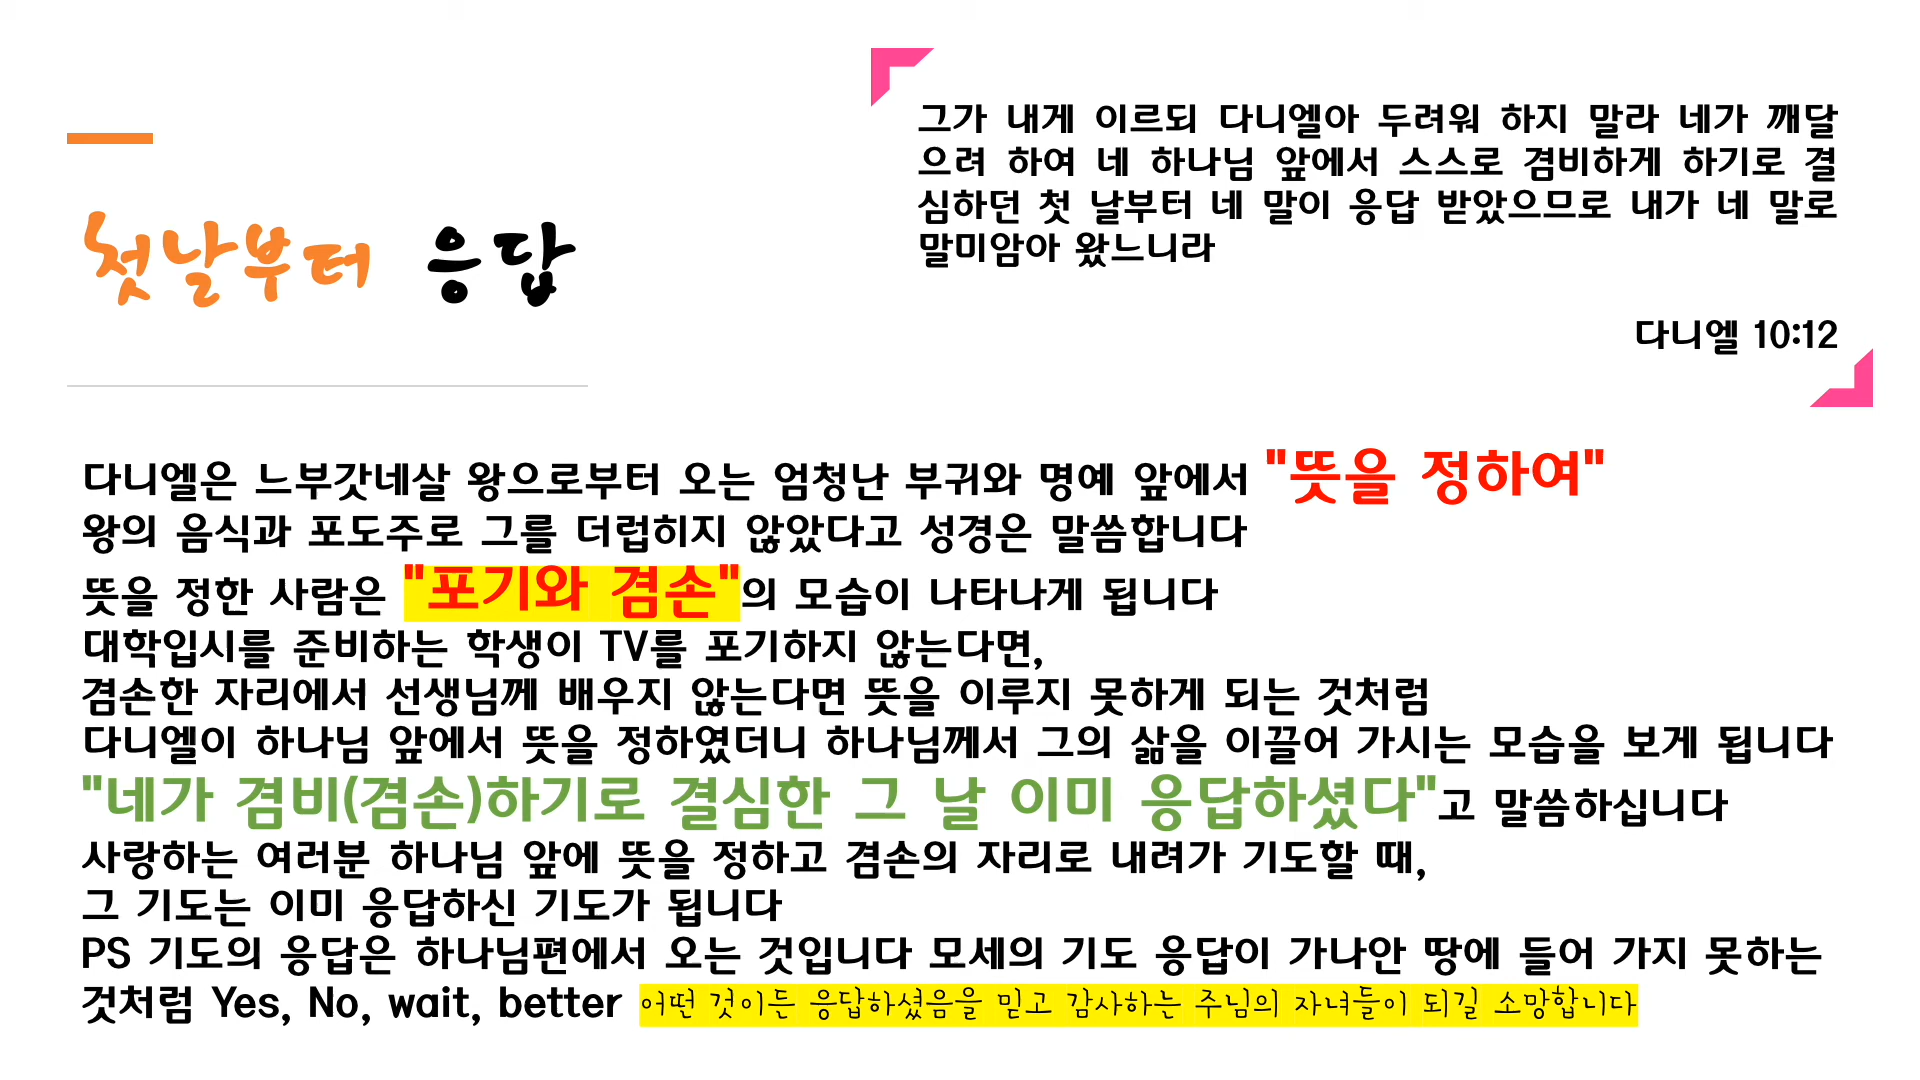 첫날부터 응답
그가 내게 이르되 다니엘아 두려워 하지 말라 네가 깨달
으려 하여 네 하나님 앞에서 스스로 겸비하게 하기로 결
심하던 첫 날부터 네 말이 응답 받았으므로 내가 네 말로
말미암아 왔느니라
다니엘 10:12
다니엘은 느부갓네살 왕으로부터 오는 엄청난 부귀와 명예 앞에서 "뜻을 정하여"
왕의 음식과 포도주로 그를 더럽히지 않았다고 성경은 말씀합니다
뜻을 정한 사람은 "포기와 겸손"의 모습이 나타나게 됩니다
대학입시를 준비하는 학생이 TV를 포기하지 않는다면,
겸손한 자리에서 선생님께 배우지 않는다면 뜻을 이루지 못하게 되는 것처럼
다니엘이 하나님 앞에서 뜻을 정하였더니 하나님께서 그의 삶을 이끌어 가시는 모습을 보게 됩니다
"네가 겸비(겸손)하기로 결심한 그 날 이미 응답하셨다"고 말씀하십니다
사랑하는 여러분 하나님 앞에 뜻을 정하고 겸손의 자리로 내려가 기도할 때,
그 기도는 이미 응답하신 기도가 됩니다
PS 기도의 응답은 하나님편에서 오는 것입니다 모세의 기도 응답이 가나안 땅에 들어 가지 못하는
것처럼 Yes, No, wait, better 어떤 것이든 응답하셨음을 믿고 감사하는 주님의 자녀들이 되길 소망합니다